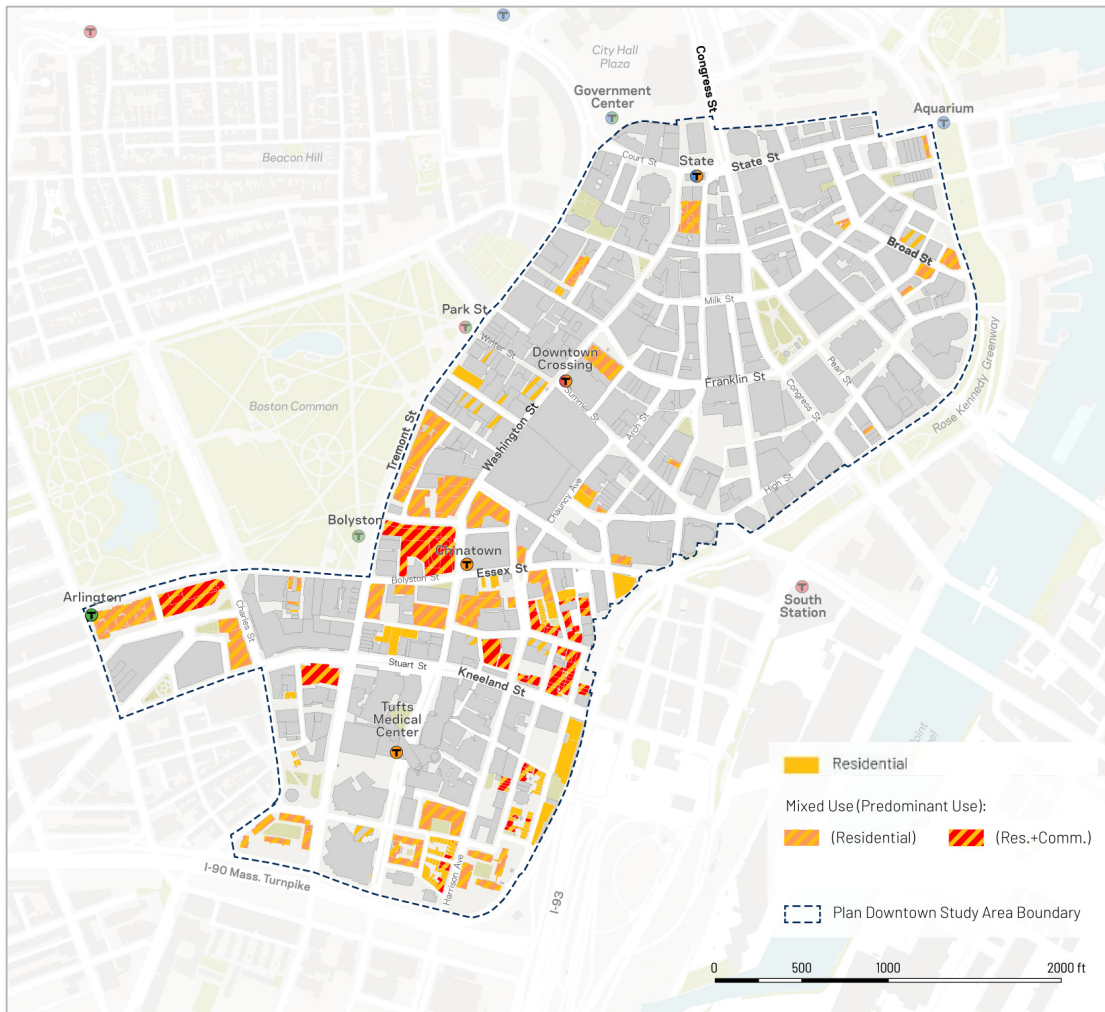 City Hall
Plaza
Congress St
Government
Center
Aquarium
Beacon Hill
Court St
State
State St
Broad St
Milk St
Park St
Winter St
Downtown
Crossing
Franklin St
Pearl St
Congress St
Summer St
Arch St
Rose Kennedy Greenway
Boston Common
Tremont St
Washington St
High St
Chauncy Ave
Bolyston
Chinatown
Essex St
Bolyston St
Arlington
Charles St
South
Station
Stuart St
Kneeland St
Tufts
Medical
Center
Harrison Ave
I-90 Mass. Turnpike
I-93
Residential
Mixed Use (Predominant Use):
(Residential)
(Res.+Comm.)
Plan Downtown Study Area Boundary
0 500 1000 2000 ft
T
T
T
T
T
T
T
T
T
T
T
T